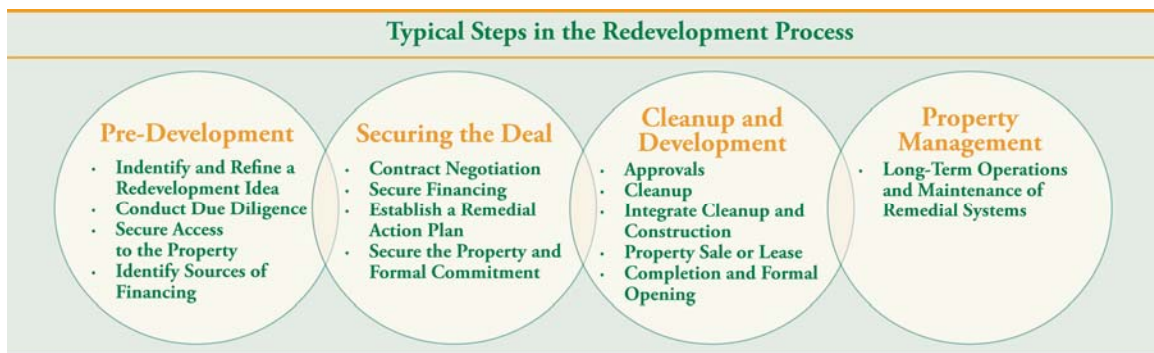 Typical Steps in the Redevelopment Process
Pre-Development
· Indentify and Refine a
Redevelopment Idea
· Conduct Due Diligence
· Secure Access
to the Property
· Identify Sources of
Financing
Securing the Deal
· Contract Negotiation
· Secure Financing
· Establish a Remedial
Action Plan
· Secure the Property and
Formal Commitment
Cleanup and
Development
· Approvals
· Cleanup
· Integrate Cleanup and
Construction
· Property Sale or Lease
· Completion and Formal
Opening
Property
Management
· Long-Term Operations
and Maintenance of
Remedial Systems